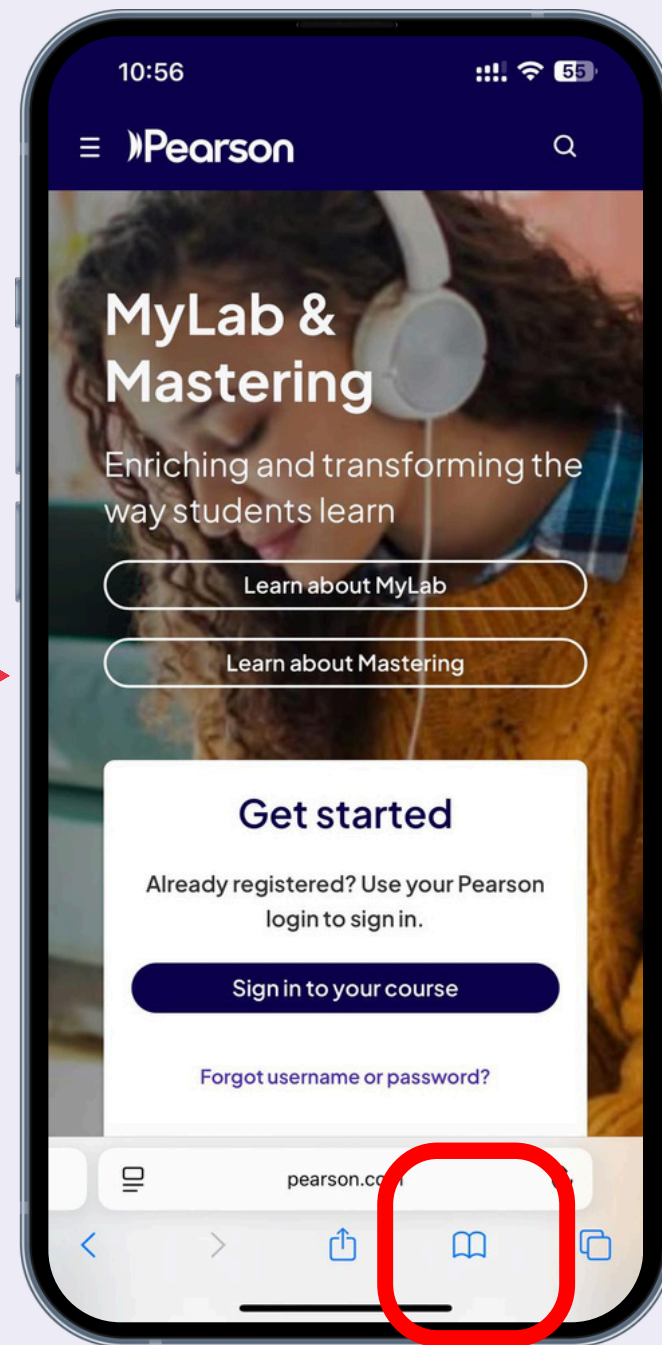 10:56
55
Pearson
MyLab &
Mastering
Enriching and transforming the
way students learn
Learn about MyLab
Learn about Mastering
Get started
Already registered? Use your Pearson
login to sign in.
Sign in to your course
Forgot username or password?
pearson.com